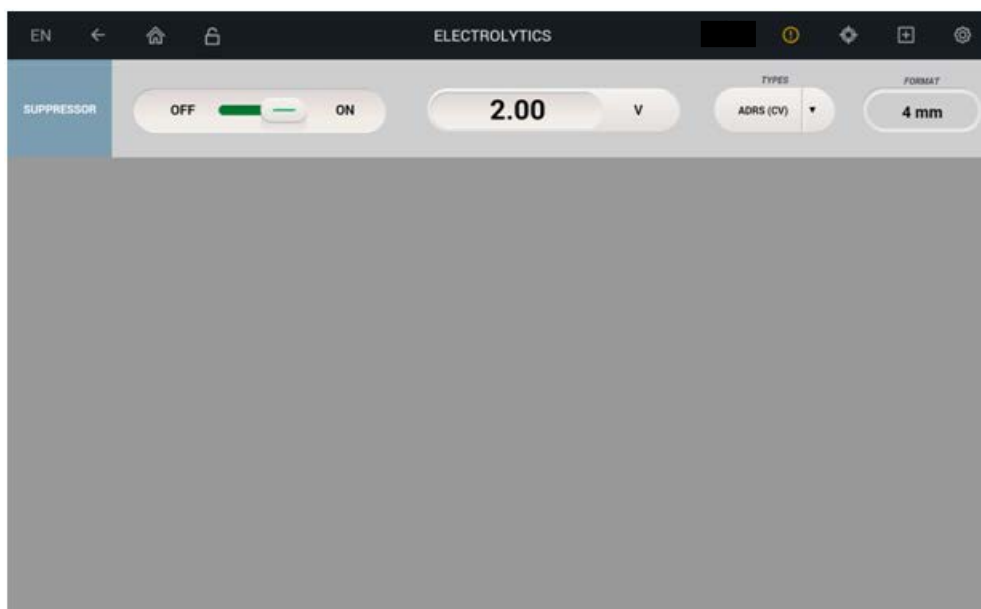 EN ELECTROLYTICS
TYPES FORMAT
SUPPRESSOR OFF ON 2.00 V ADRS (CV) 4 mm